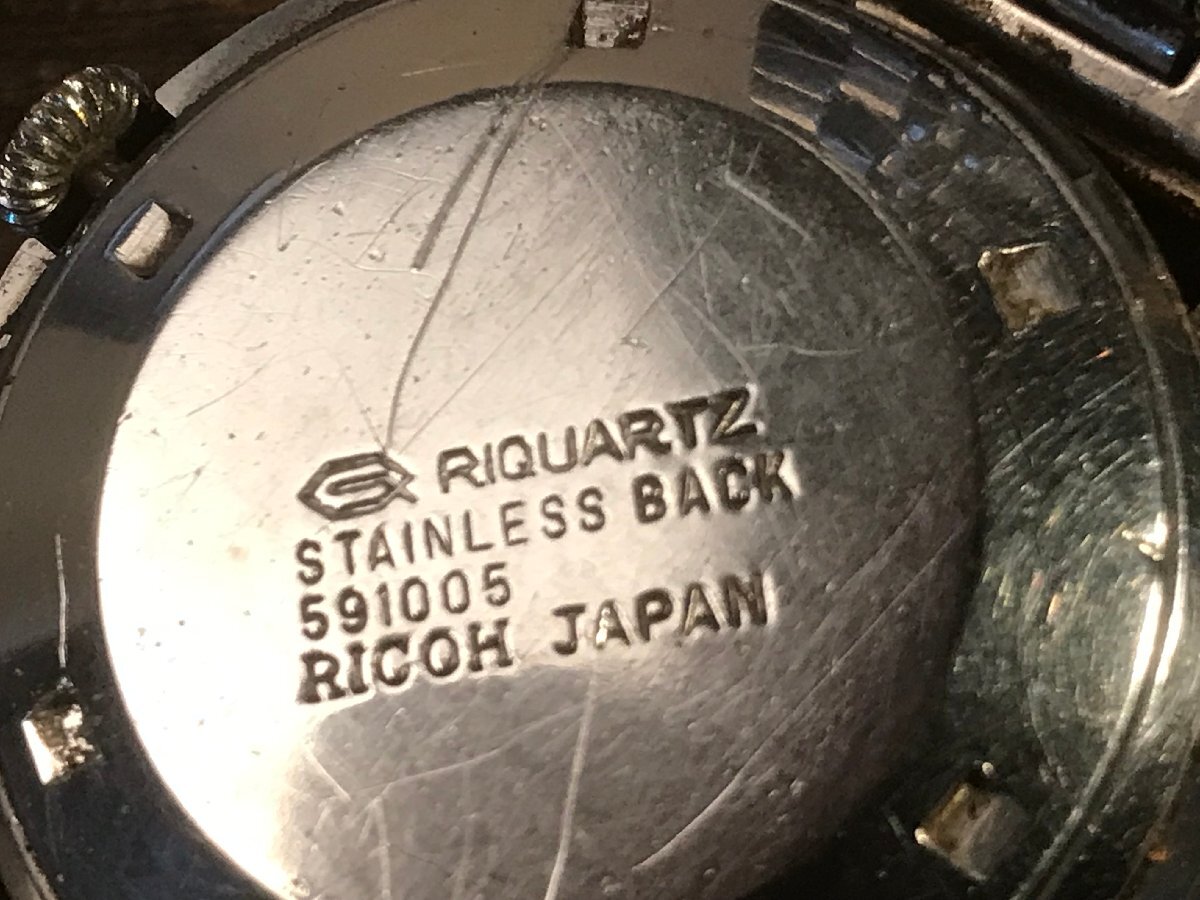 RIQUARTZ
STAINLESS BACK
591005
RICOH JAPAN